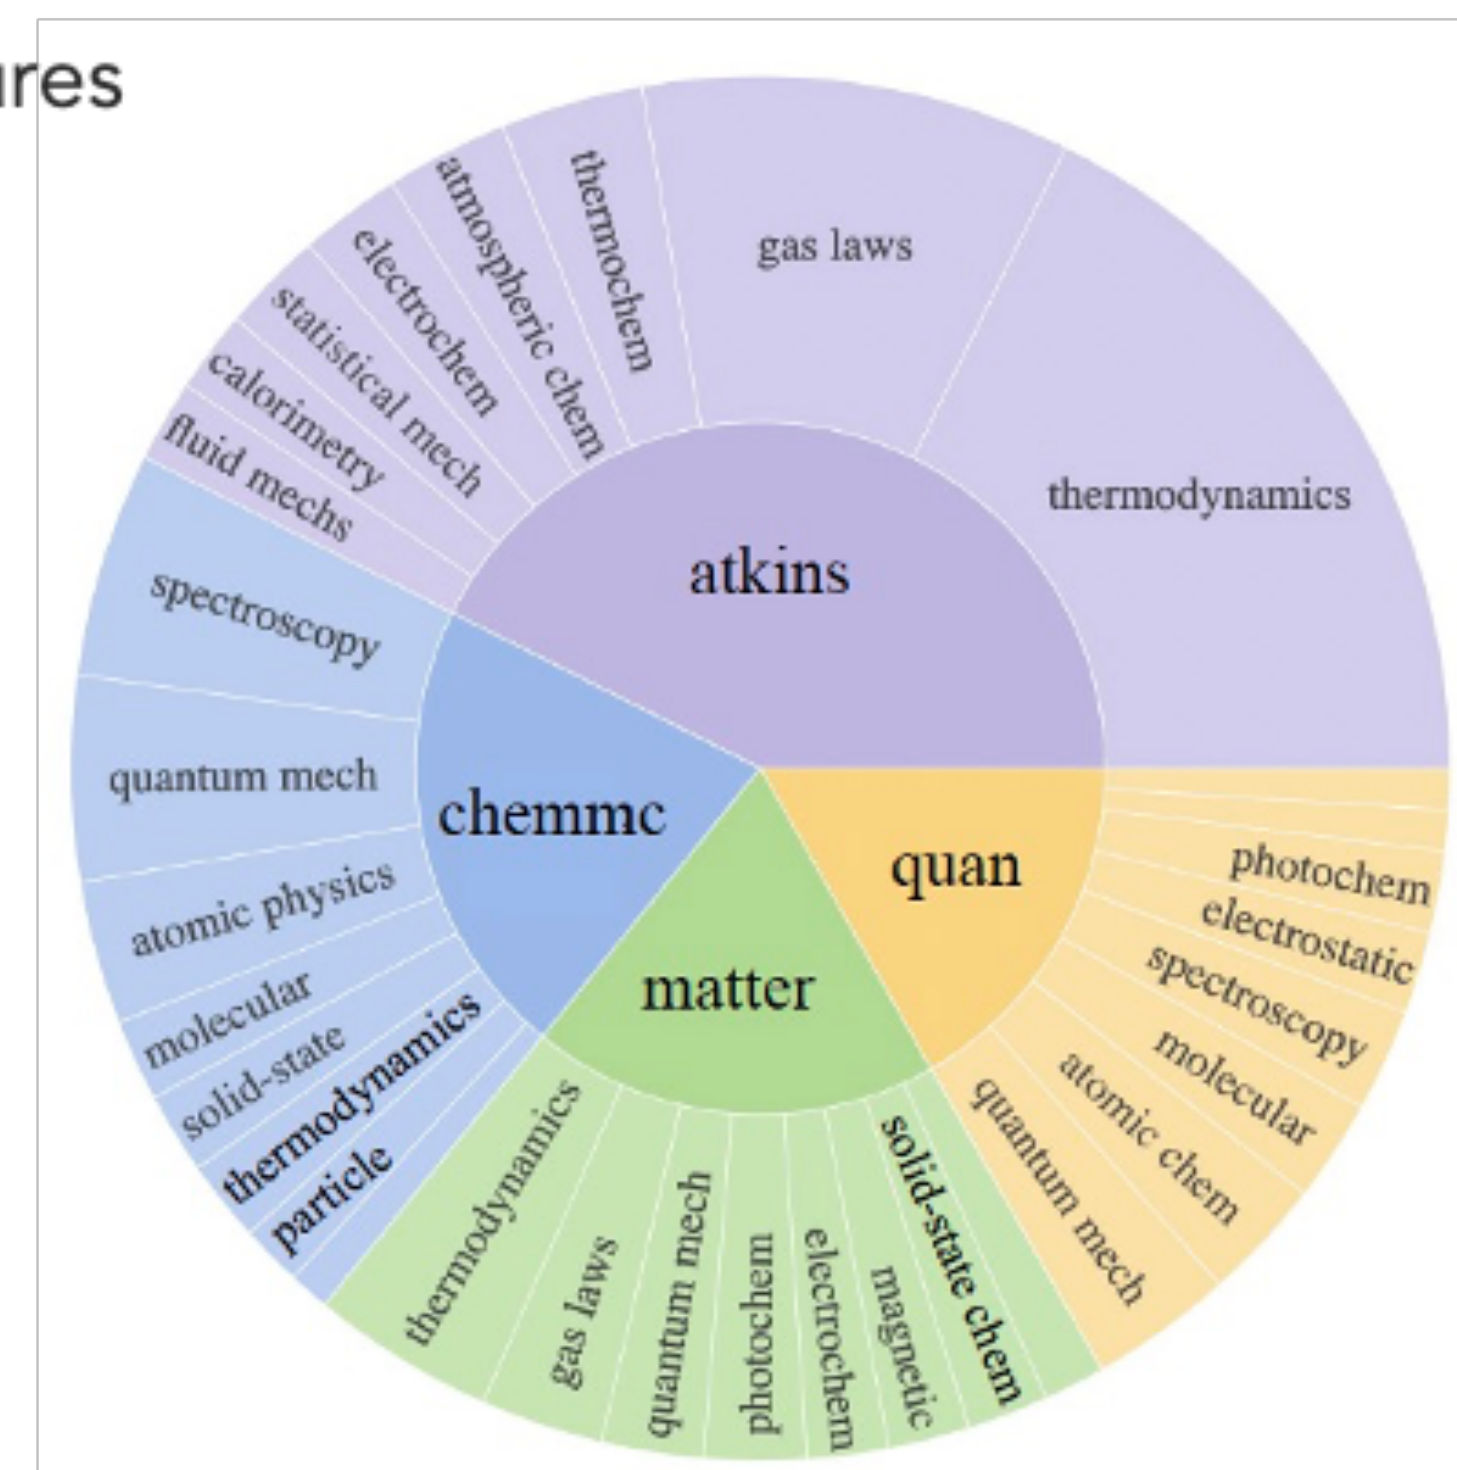 ures
atkins
thermodynamics
gas laws
thermochem
atmospheric chem
electrochem
statistical mech
calorimetry
fluid mechs
chemmc
spectroscopy
quantum mech
atomic physics
molecular
solid-state
thermodynamics
particle
matter
thermodynamics
gas laws
quantum mech
photochem
electrochem
magnetic
solid-state chem
quan
quantum mech
atomic chem
molecular
spectroscopy
electrostatic
photochem